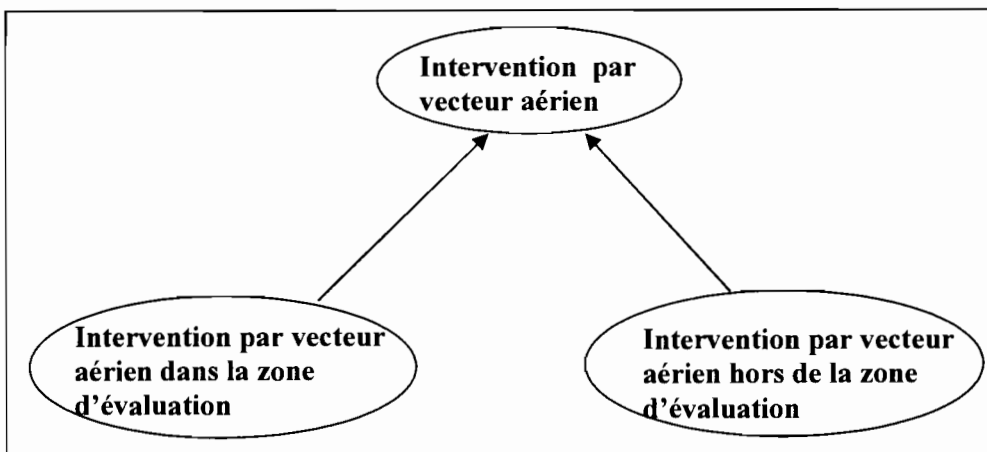 Intervention par
vecteur aérien
Intervention par vecteur
aérien dans la zone
d'évaluation
Intervention par vecteur
aérien hors de la zone
d'évaluation